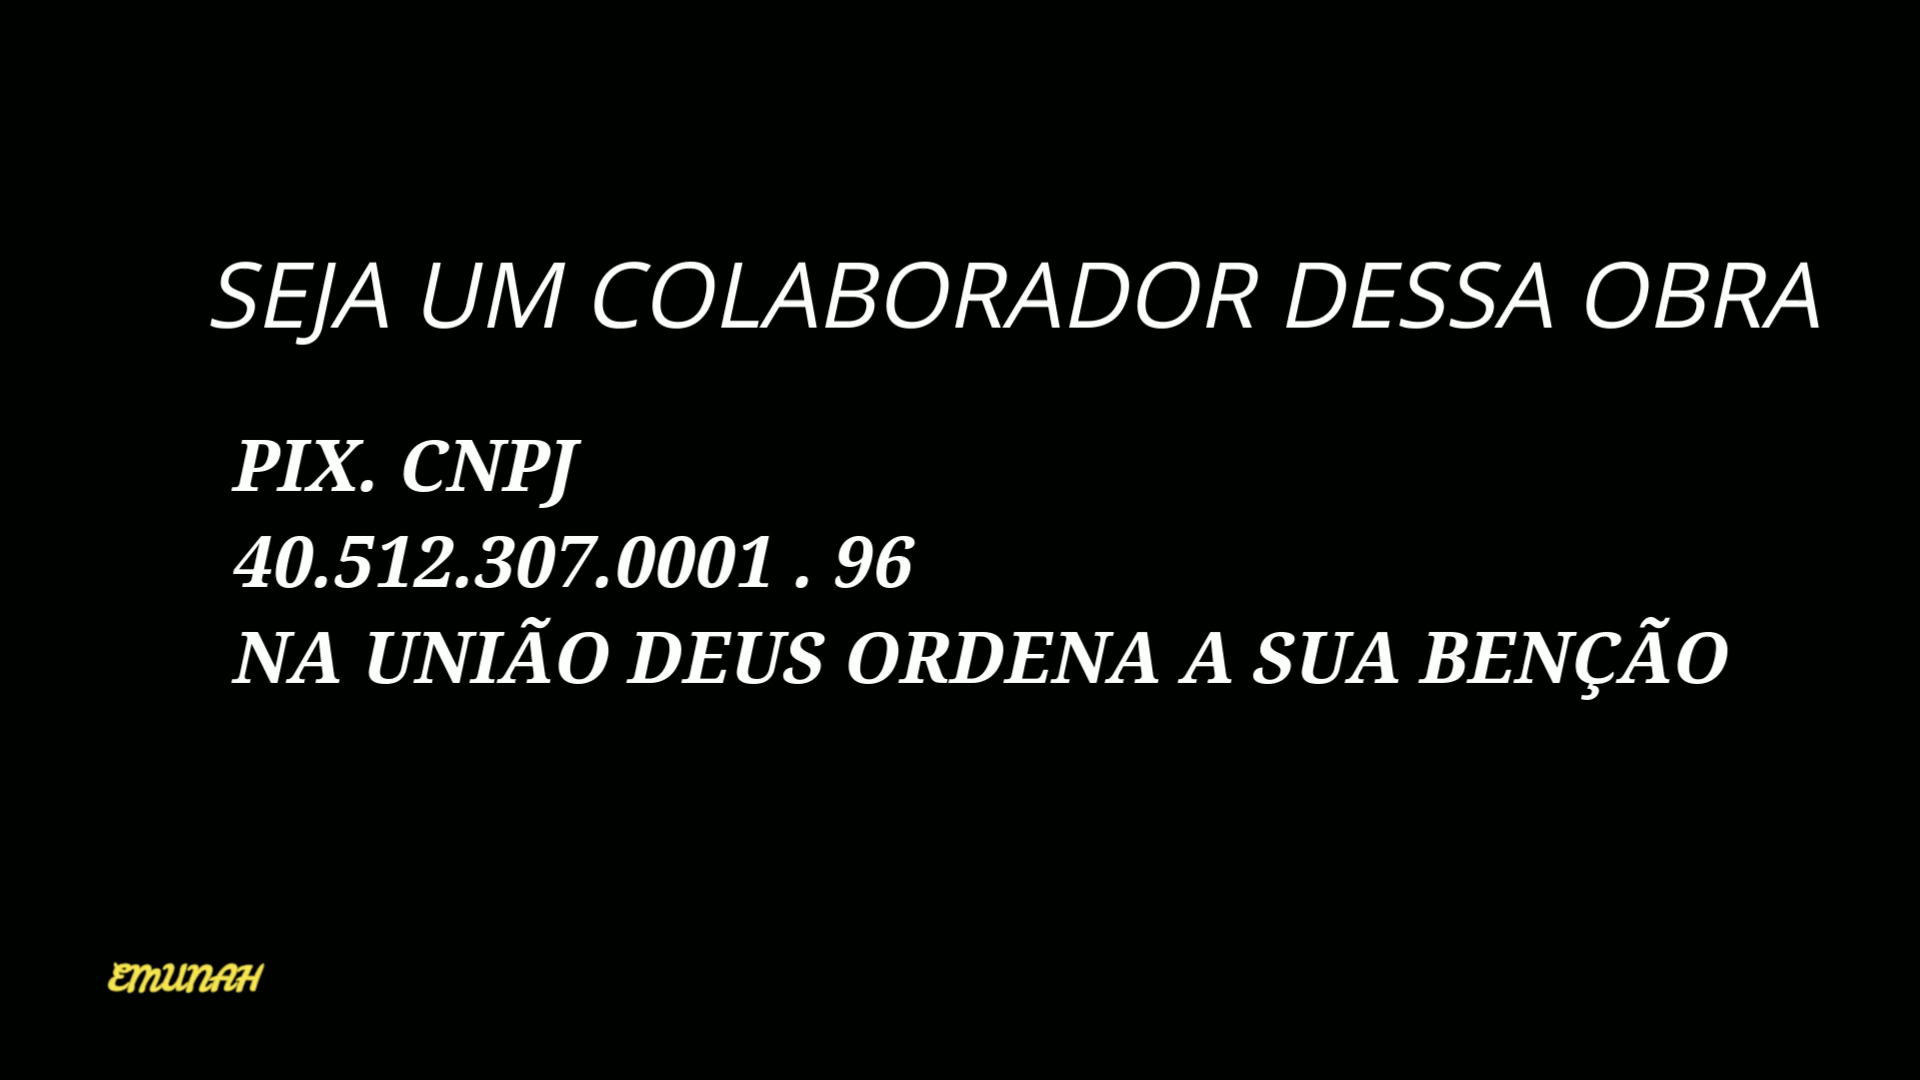 SEJA UM COLABORADOR DESSA OBRA
PIX. CNPJ
40.512.307.0001 . 96
NA UNIÃO DEUS ORDENA A SUA BENÇÃO
EMUNAH